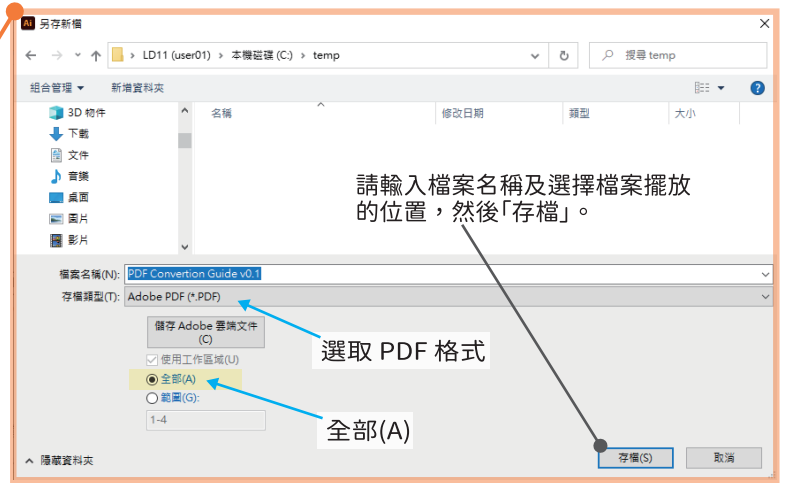 Ai 另存新檔
LD11 (user01) › 本機磁碟 (C:) › temp
搜尋 temp
組合管理 新增資料夾
3D 物件
下載
文件
音樂
桌面
圖片
影片
名稱 修改日期 類型 大小
請輸入檔案名稱及選擇檔案擺放
的位置，然後「存檔」。
檔案名稱(N): PDF Convertion Guide v0.1
存檔類型(T): Adobe PDF (*.PDF)
儲存 Adobe 雲端文件
(C)
使用工作區域(U)
全部(A)
範圍(G):
1-4
選取 PDF 格式
全部(A)
隱藏資料夾
存檔(S) 取消